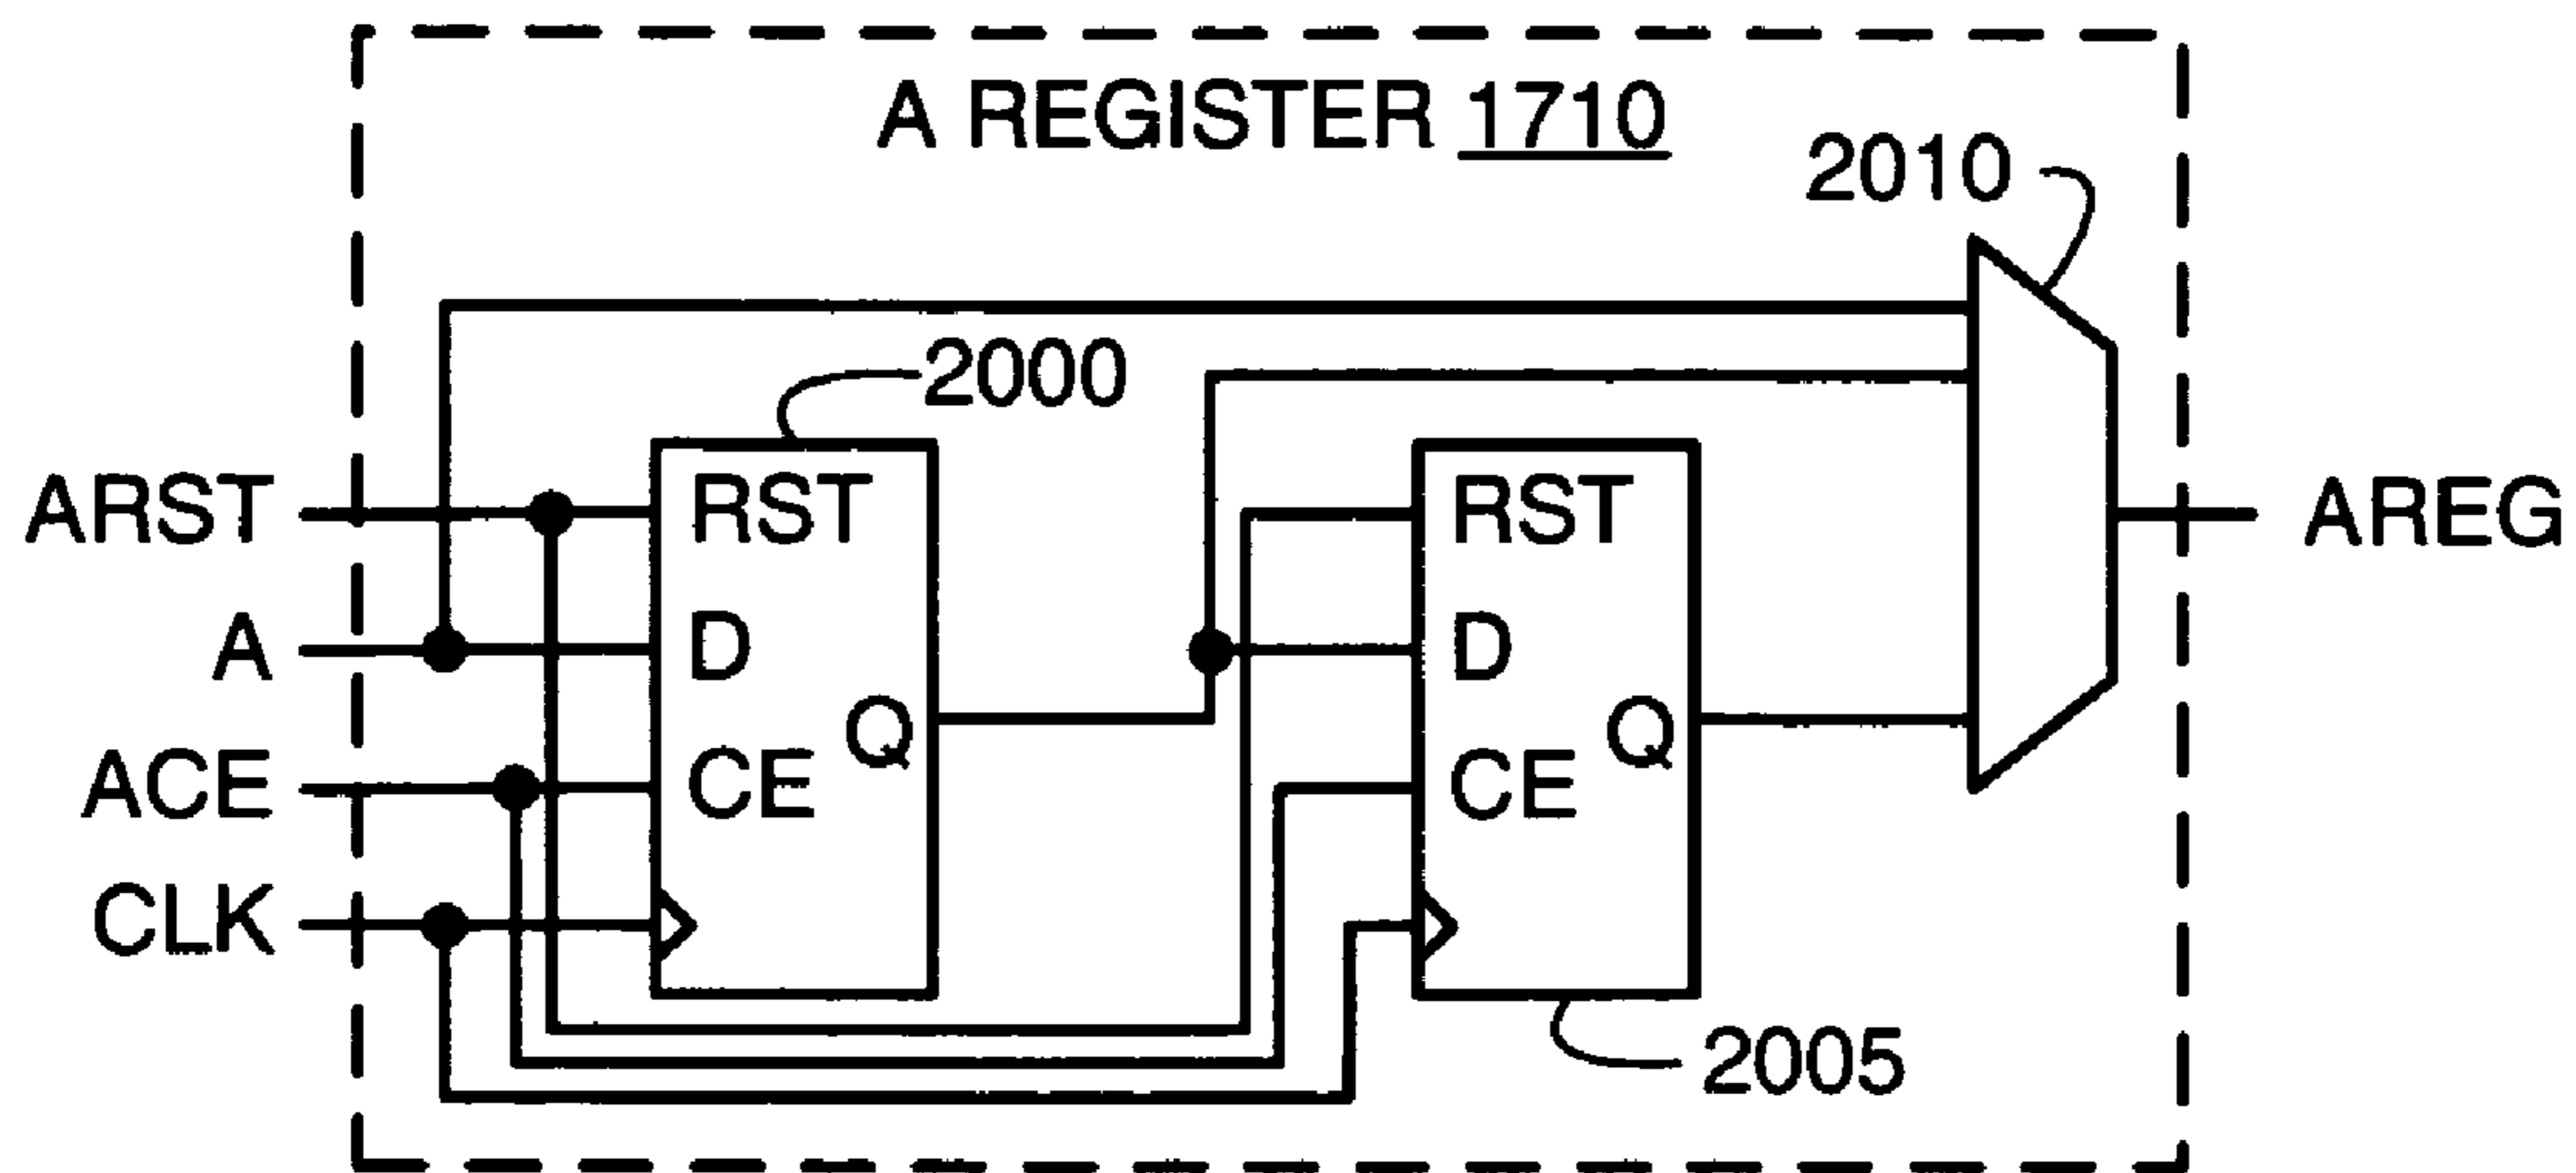 A REGISTER 1710
2010
2000
ARST
RST
RST
AREG
A
D
D
Q
Q
ACE
CE
CE
CLK
2005